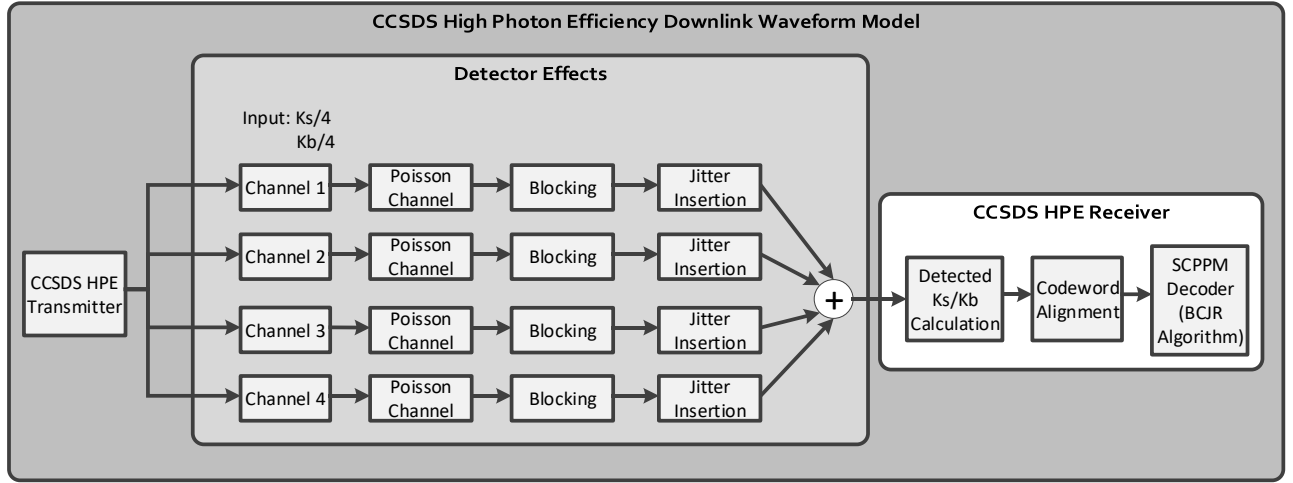 CCSDS High Photon Efficiency Downlink Waveform Model
Detector Effects
Input: Ks/4
Kb/4
CCSDS HPE
Transmitter
Channel 1
Poisson
Channel
Blocking
Jitter
Insertion
Channel 2
Poisson
Channel
Blocking
Jitter
Insertion
Channel 3
Poisson
Channel
Blocking
Jitter
Insertion
Channel 4
Poisson
Channel
Blocking
Jitter
Insertion
+
CCSDS HPE Receiver
Detected
Ks/Kb
Calculation
Codeword
Alignment
SCPPM
Decoder
(BCJR
Algorithm)